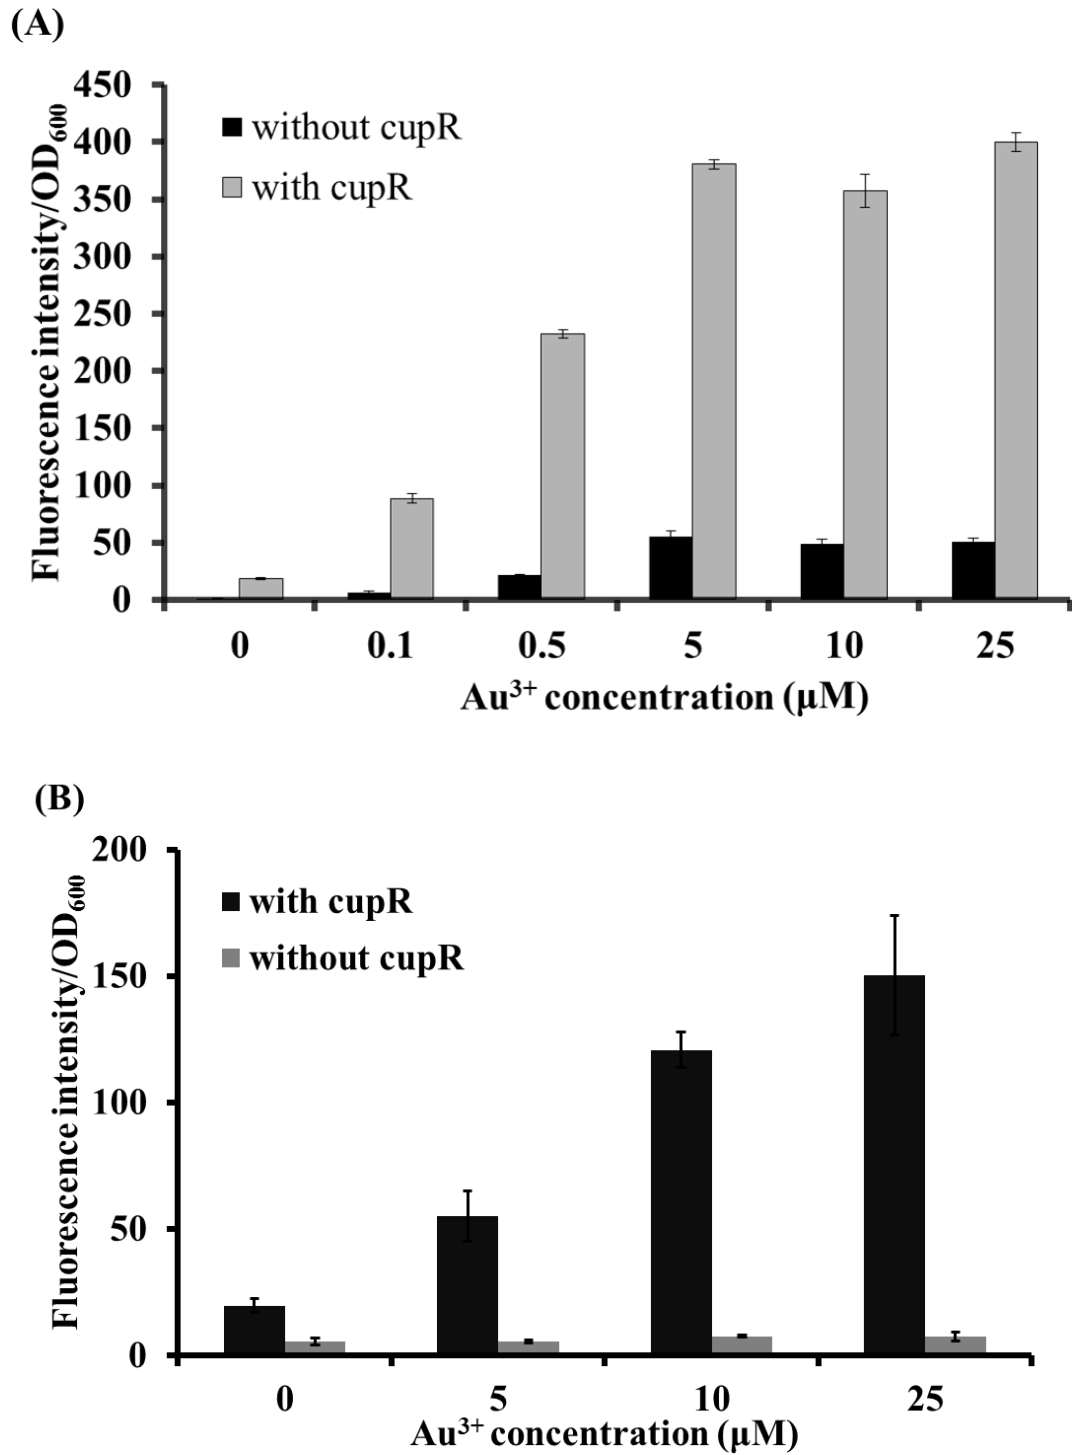 (A)
Fluorescence intensity/OD₆₀₀
450
400
350
300
250
200
150
100
50
0
without cupR
with cupR
0 0.1 0.5 5 10 25
Au³⁺ concentration (µM)
(B)
Fluorescence intensity/OD₆₀₀
200
150
100
50
0
with cupR
without cupR
0 5 10 25
Au³⁺ concentration (µM)